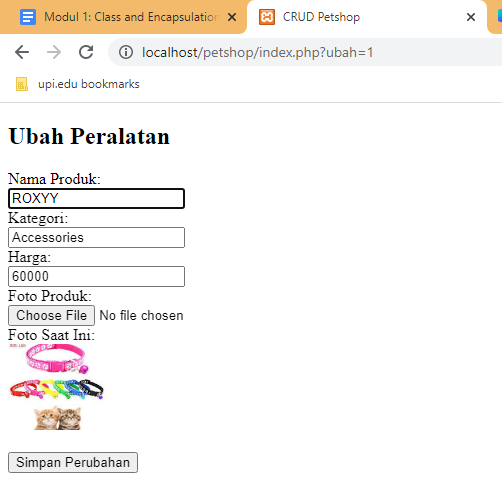 Modul 1: Class and Encapsulation
CRUD Petshop
localhost/petshop/index.php?ubah=1
upi.edu bookmarks
Ubah Peralatan
Nama Produk:
ROXYY
Kategori:
Accessories
Harga:
60000
Foto Produk:
Choose File No file chosen
Foto Saat Ini:
Simpan Perubahan